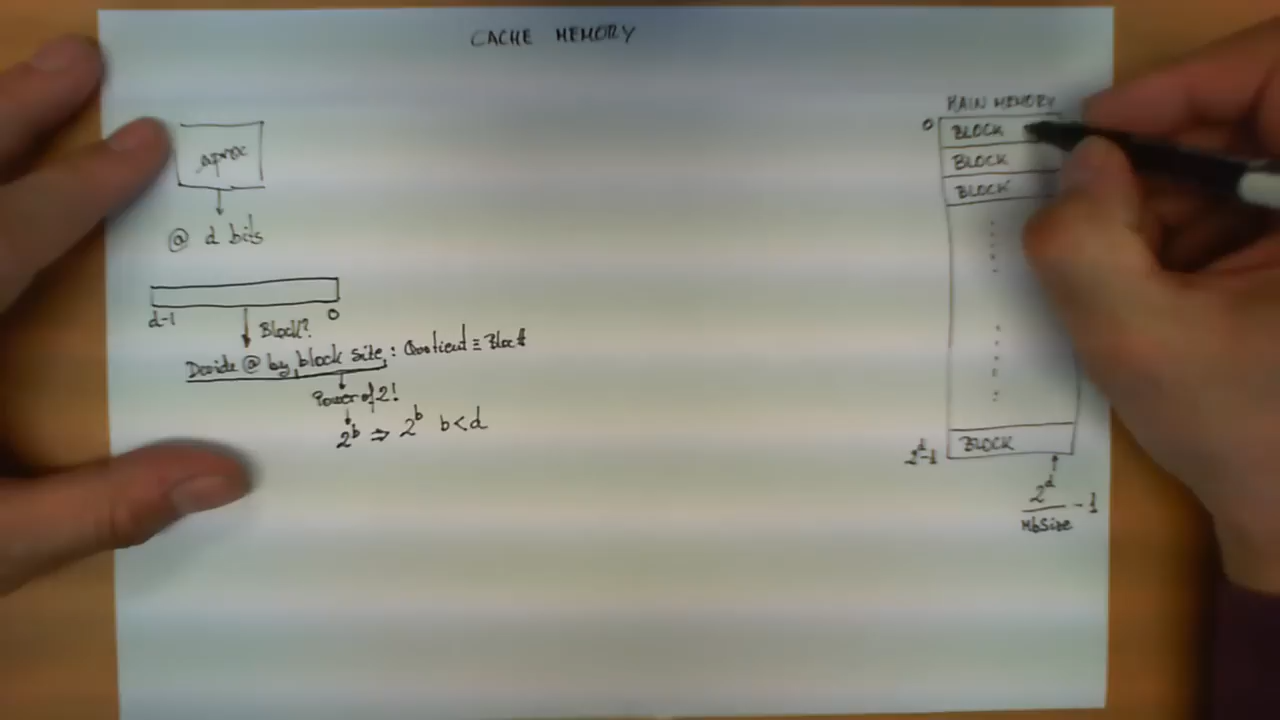 CACHE MEMORY
MAIN MEMORY
0
BLOCK
BLOCK
BLOCK
@ d bits
d-1 0
Block?
Divide @ by block size: Quotient ≡ Block
Power of 2!
2^b ⇒ 2^b b<d
BLOCK
2^d-1
2^d
-1
MbSize